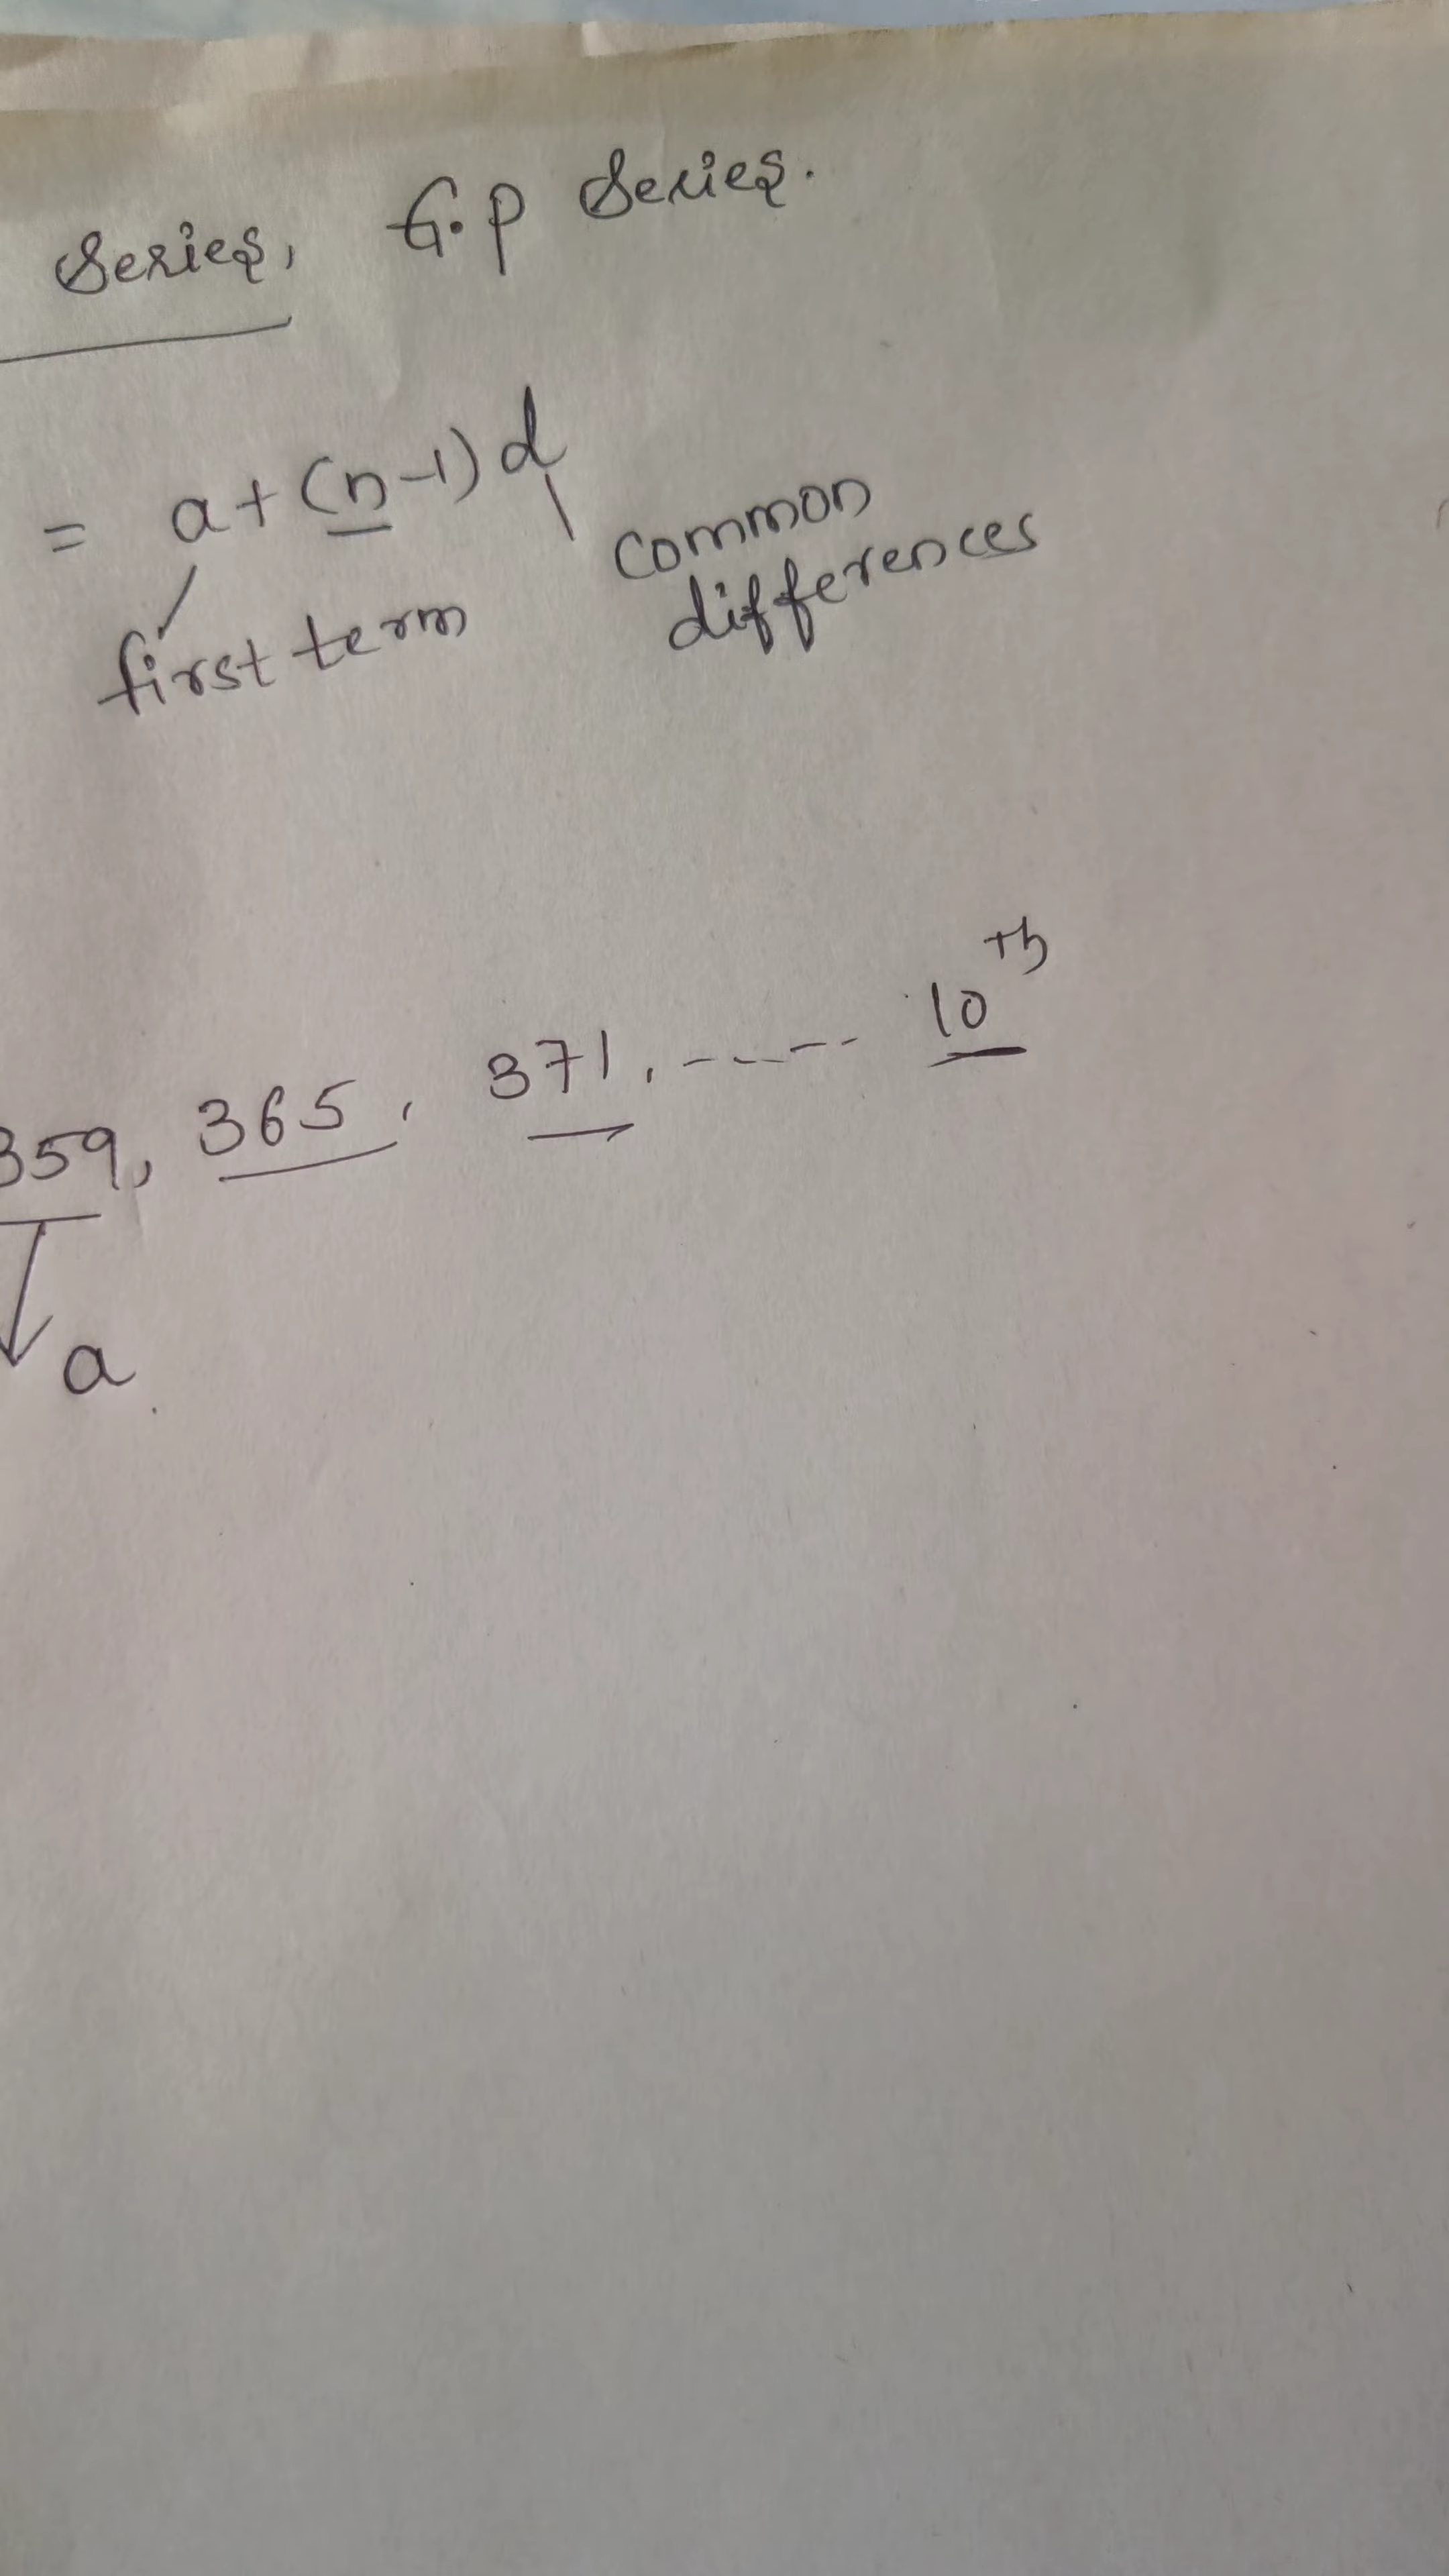 Series, G.P Series.
= a+(n-1)d
first term common differences
359, 365, 371, ------ 10th
a